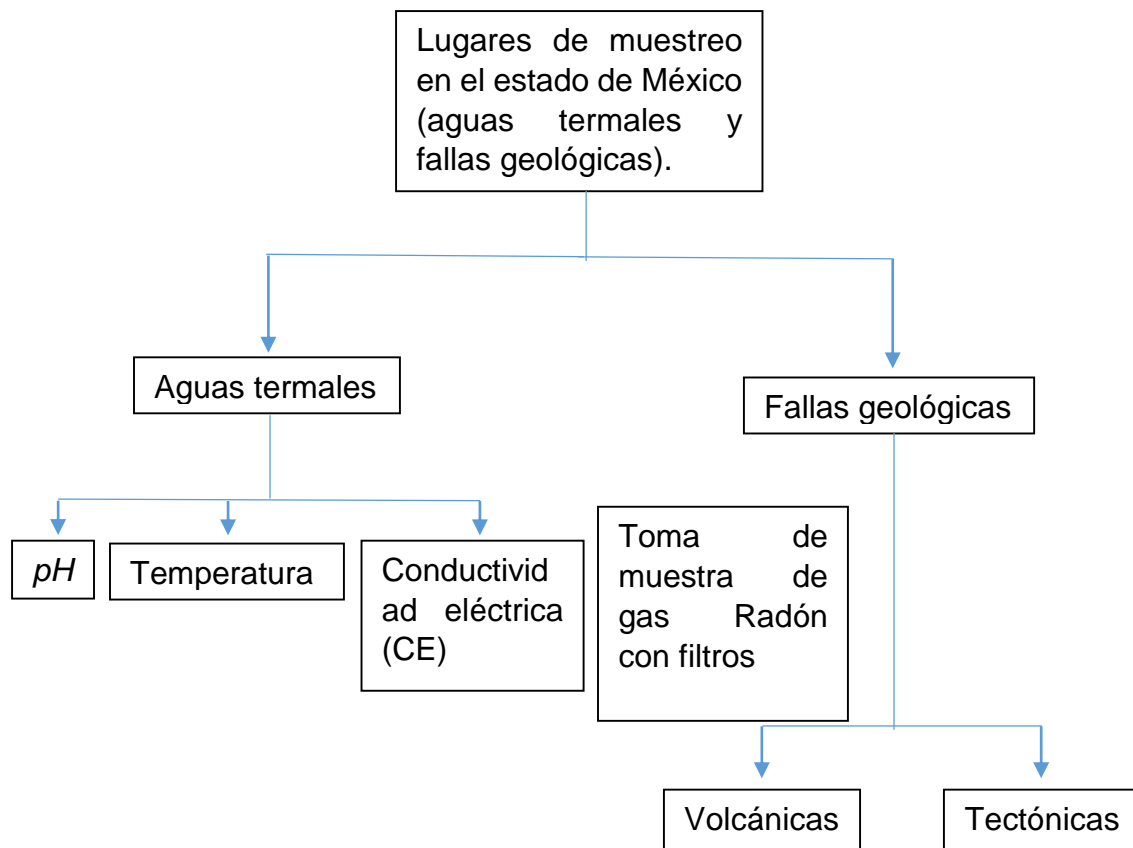 Lugares de muestreo
en el estado de México
(aguas termales y
fallas geológicas).
Aguas termales
Fallas geológicas
pH
Temperatura
Conductivid
ad eléctrica
(CE)
Toma de
muestra de
gas Radón
con filtros
Volcánicas
Tectónicas